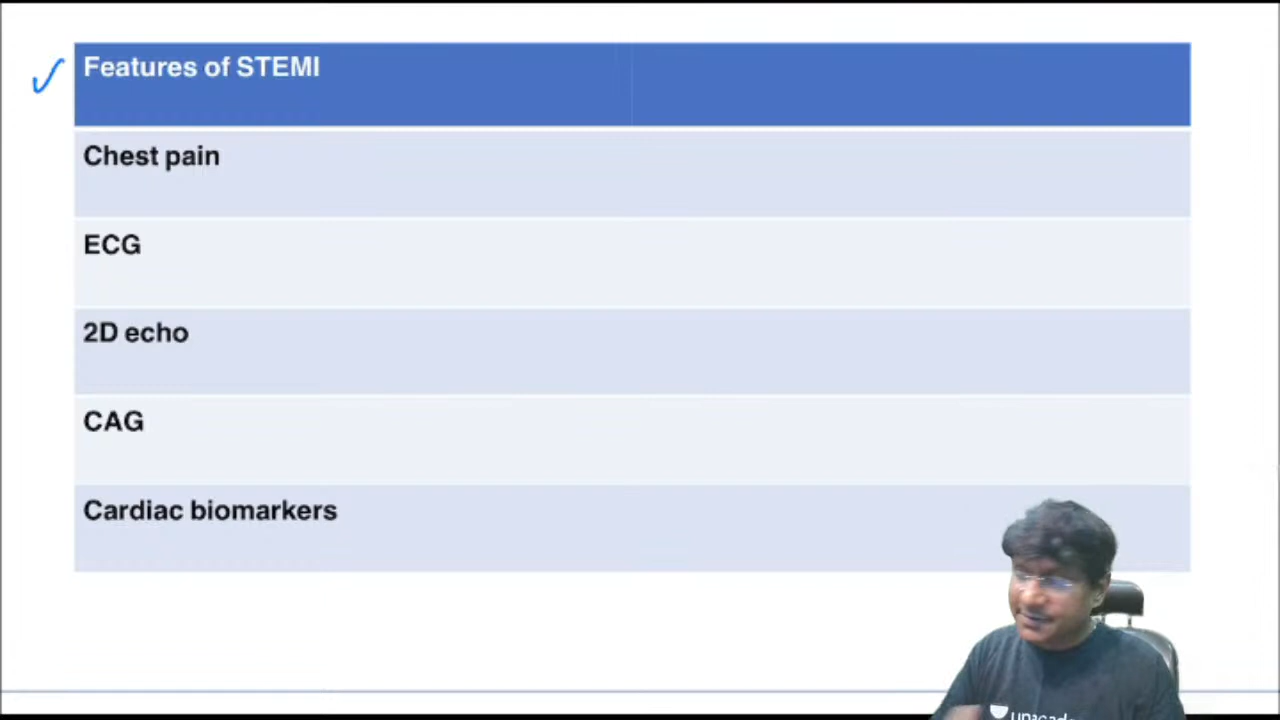 Features of STEMI
Chest pain
ECG
2D echo
CAG
Cardiac biomarkers